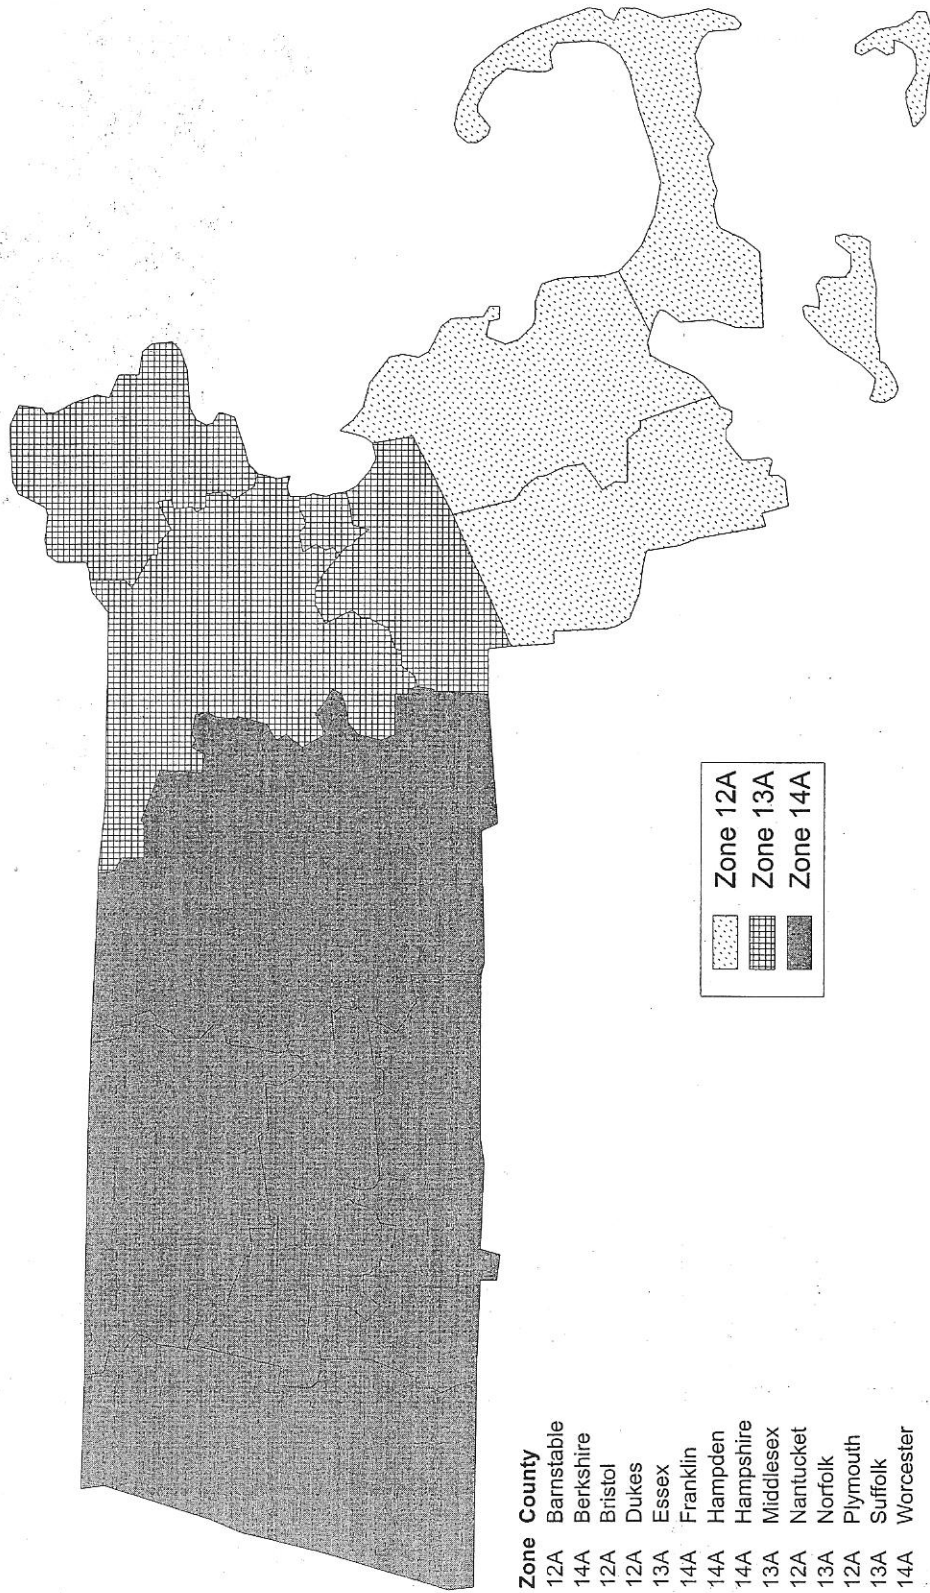 Zone County
12A Barnstable
14A Berkshire
12A Bristol
12A Dukes
13A Essex
14A Franklin
14A Hampden
14A Hampshire
13A Middlesex
12A Nantucket
13A Norfolk
12A Plymouth
13A Suffolk
14A Worcester
Zone 12A
Zone 13A
Zone 14A